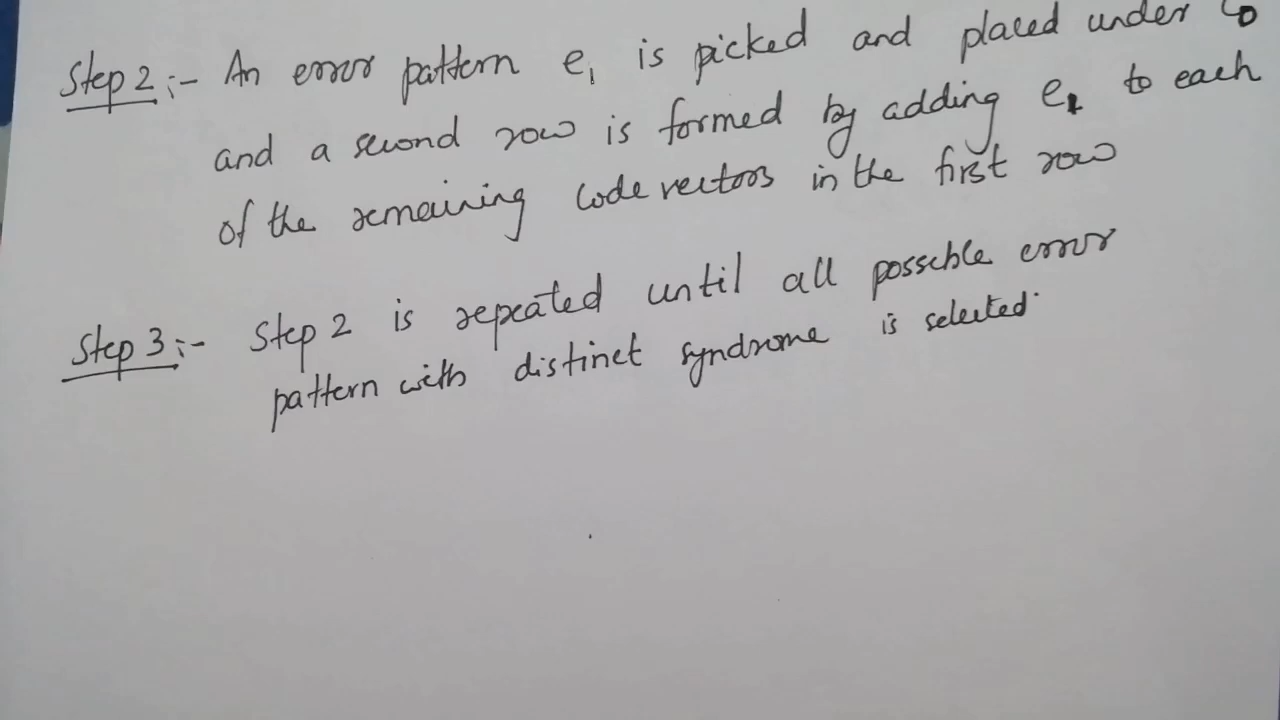 Step 2 :- An error pattern e₁ is picked and placed under C₀
and a second row is formed by adding e₁ to each
of the remaining code vectors in the first row
Step 3 :- Step 2 is repeated until all possible error
pattern with distinct syndrome is selected.